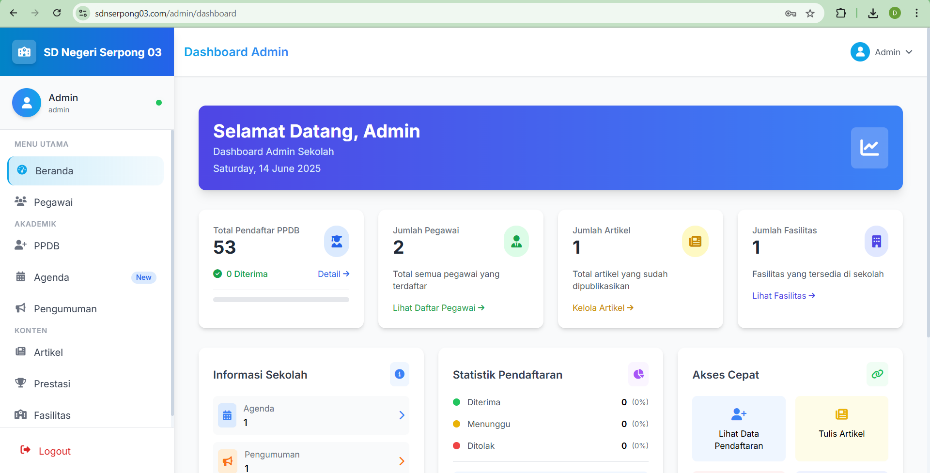 sdnserpong03.com/admin/dashboard
D
SD Negeri Serpong 03
Dashboard Admin
Admin
Admin
admin
MENU UTAMA
Beranda
Pegawai
AKADEMIK
PPDB
Agenda
New
Pengumuman
KONTEN
Artikel
Prestasi
Fasilitas
Logout
Selamat Datang, Admin
Dashboard Admin Sekolah
Saturday, 14 June 2025
Total Pendaftar PPDB
53
0 Diterima
Detail →
Jumlah Pegawai
2
Total semua pegawai yang
terdaftar
Lihat Daftar Pegawai →
Jumlah Artikel
1
Total artikel yang sudah
dipublikasikan
Kelola Artikel →
Jumlah Fasilitas
1
Fasilitas yang tersedia di sekolah
Lihat Fasilitas →
Informasi Sekolah
Agenda
1
Pengumuman
1
Statistik Pendaftaran
Diterima 0 (0%)
Menunggu 0 (0%)
Ditolak 0 (0%)
Akses Cepat
Lihat Data
Pendaftaran
Tulis Artikel